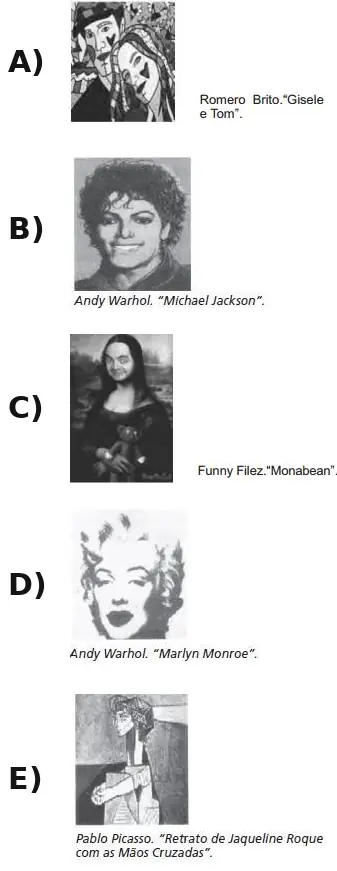 A)
Romero Brito.“Gisele
e Tom”.
B)
Andy Warhol. “Michael Jackson”.
C)
Funny Filez.“Monabean”.
D)
Andy Warhol. “Marlyn Monroe”.
E)
Pablo Picasso. “Retrato de Jaqueline Roque
com as Mãos Cruzadas”.